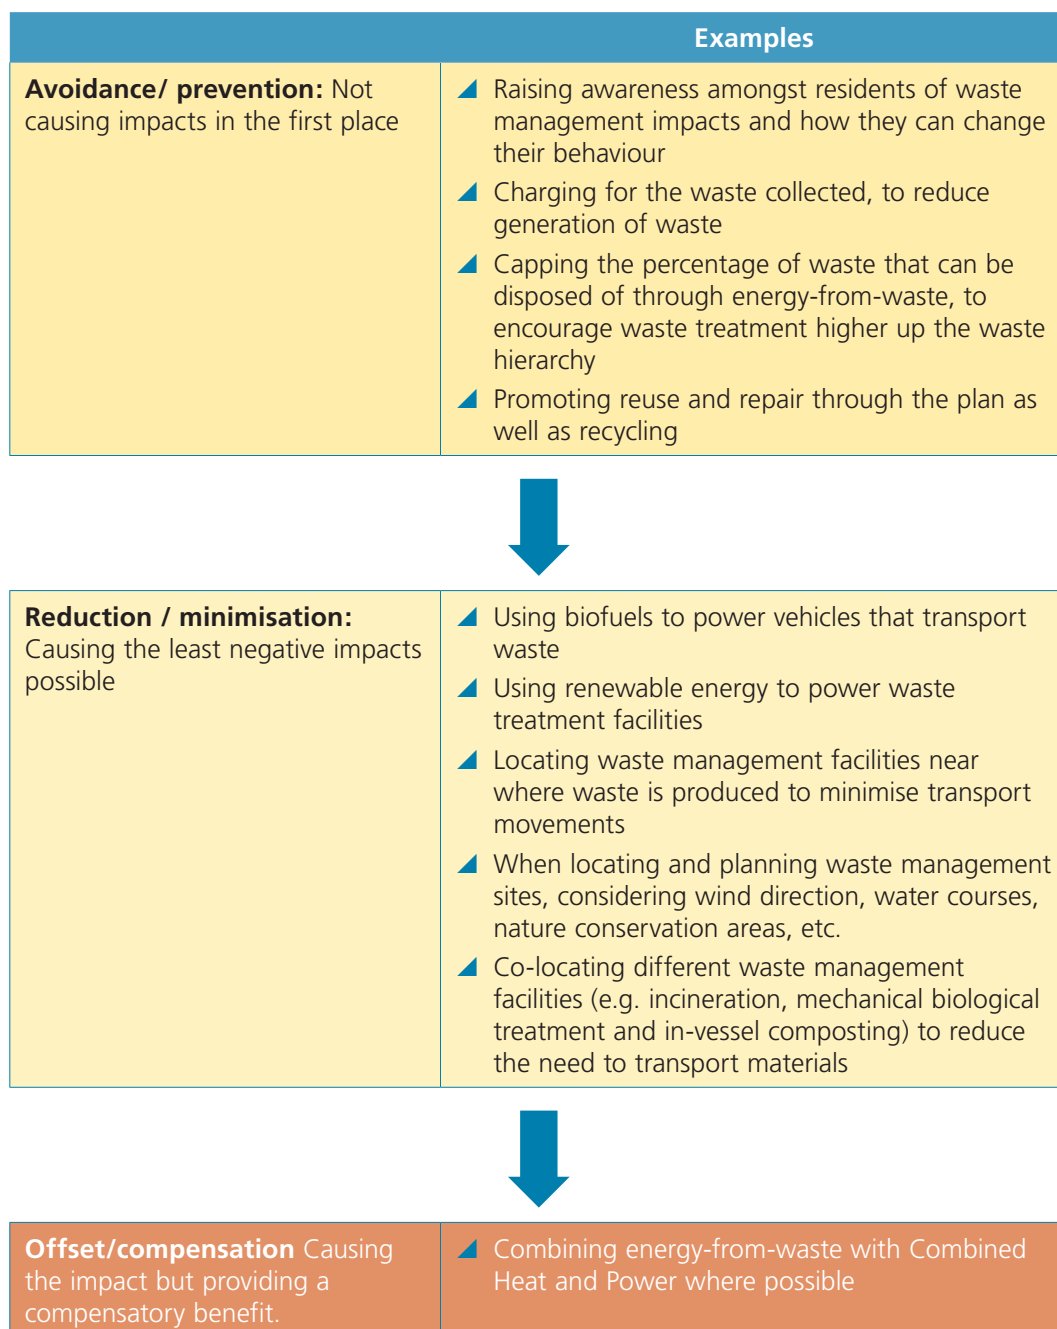 Examples
Avoidance/ prevention: Not
causing impacts in the first place
Raising awareness amongst residents of waste
management impacts and how they can change
their behaviour
Charging for the waste collected, to reduce
generation of waste
Capping the percentage of waste that can be
disposed of through energy-from-waste, to
encourage waste treatment higher up the waste
hierarchy
Promoting reuse and repair through the plan as
well as recycling
Reduction / minimisation:
Causing the least negative impacts
possible
Using biofuels to power vehicles that transport
waste
Using renewable energy to power waste
treatment facilities
Locating waste management facilities near
where waste is produced to minimise transport
movements
When locating and planning waste management
sites, considering wind direction, water courses,
nature conservation areas, etc.
Co-locating different waste management
facilities (e.g. incineration, mechanical biological
treatment and in-vessel composting) to reduce
the need to transport materials
Offset/compensation Causing
the impact but providing a
compensatory benefit.
Combining energy-from-waste with Combined
Heat and Power where possible